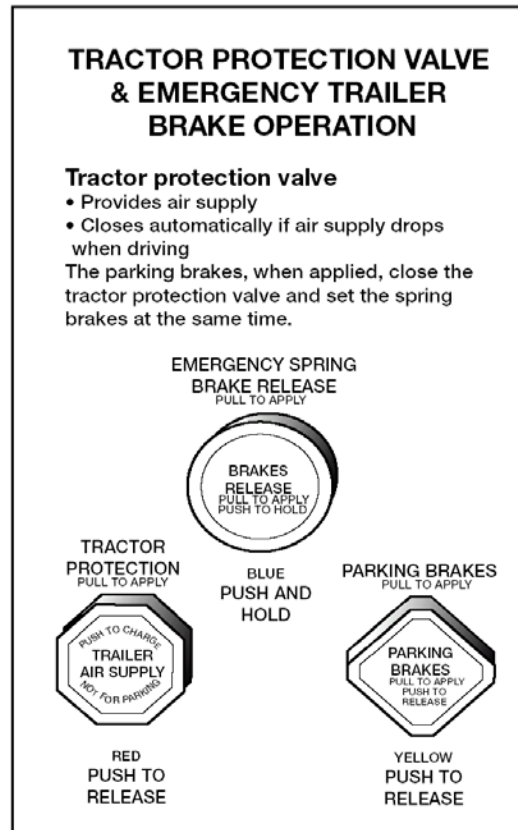 TRACTOR PROTECTION VALVE
& EMERGENCY TRAILER
BRAKE OPERATION
Tractor protection valve
• Provides air supply
• Closes automatically if air supply drops
when driving
The parking brakes, when applied, close the
tractor protection valve and set the spring
brakes at the same time.
EMERGENCY SPRING
BRAKE RELEASE
PULL TO APPLY
BRAKES
RELEASE
PULL TO APPLY
PUSH TO HOLD
BLUE
PUSH AND
HOLD
TRACTOR
PROTECTION
PULL TO APPLY
PUSH TO CHARGE
TRAILER
AIR SUPPLY
NOT FOR PARKING
RED
PUSH TO
RELEASE
PARKING BRAKES
PULL TO APPLY
PARKING
BRAKES
PULL TO APPLY
PUSH TO
RELEASE
YELLOW
PUSH TO
RELEASE